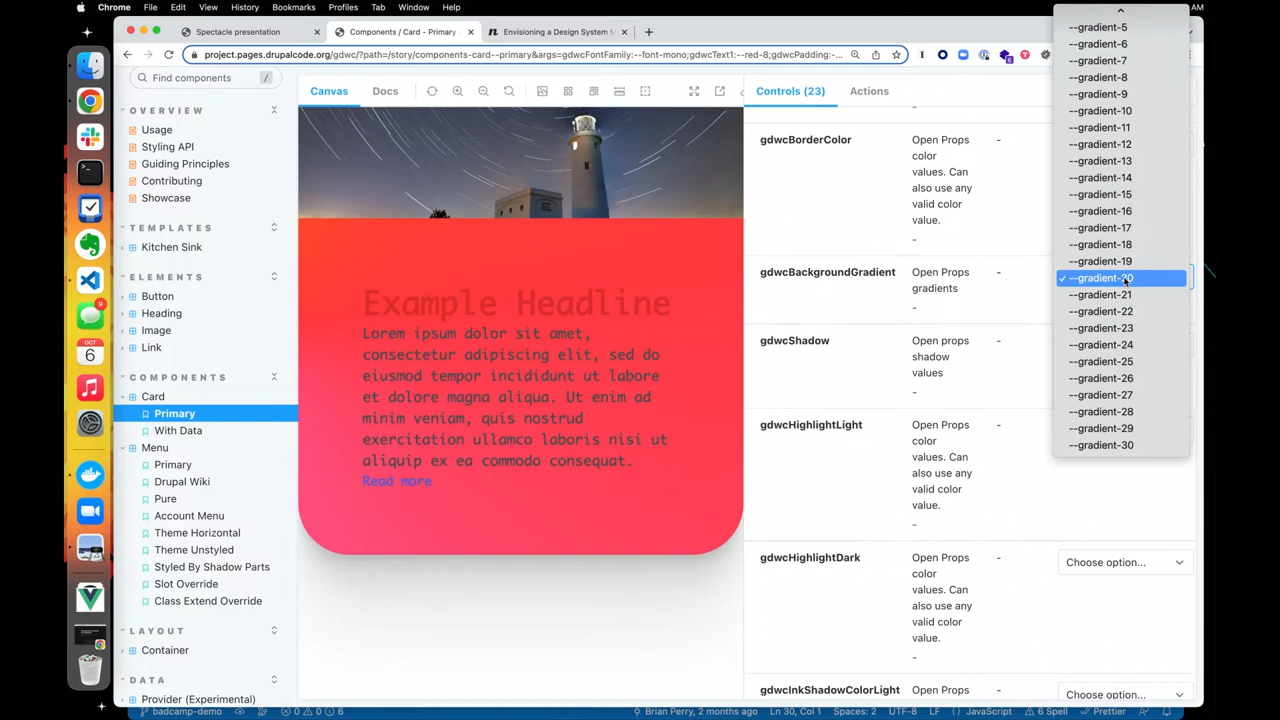 Chrome File Edit View History Bookmarks Profiles Tab Window Help AM
Spectacle presentation
Components / Card - Primary
Envisioning a Design System M
project.pages.drupalcode.org/gdwc/?path=/story/components-card--primary&args=gdwcFontFamily:--font-mono;gdwcText1:--red-8;gdwcPadding:-...
Find components /
OVERVIEW
Usage
Styling API
Guiding Principles
Contributing
Showcase
TEMPLATES
Kitchen Sink
ELEMENTS
Button
Heading
Image
Link
COMPONENTS
Card
Primary
With Data
Menu
Primary
Drupal Wiki
Pure
Account Menu
Theme Horizontal
Theme Unstyled
Styled By Shadow Parts
Slot Override
Class Extend Override
LAYOUT
Container
DATA
Provider (Experimental)
9
OCT
6
Canvas Docs
Example Headline
Lorem ipsum dolor sit amet,
consectetur adipiscing elit, sed do
eiusmod tempor incididunt ut labore
et dolore magna aliqua. Ut enim ad
minim veniam, quis nostrud
exercitation ullamco laboris nisi ut
aliquip ex ea commodo consequat.
Read more
Controls (23) Actions
gdwcBorderColor
Open Props
color
values. Can
also use any
valid color
value.
-
-
gdwcBackgroundGradient
Open Props
gradients
-
-
gdwcShadow
Open props
shadow
values
-
-
gdwcHighlightLight
Open Props
color
values. Can
also use any
valid color
value.
-
-
gdwcHighlightDark
Open Props
color
values. Can
also use any
valid color
value.
-
-
Choose option...
gdwcInkShadowColorLight
Open Props
-
Choose option...
--gradient-5
--gradient-6
--gradient-7
--gradient-8
--gradient-9
--gradient-10
--gradient-11
--gradient-12
--gradient-13
--gradient-14
--gradient-15
--gradient-16
--gradient-17
--gradient-18
--gradient-19
--gradient-20
--gradient-21
--gradient-22
--gradient-23
--gradient-24
--gradient-25
--gradient-26
--gradient-27
--gradient-28
--gradient-29
--gradient-30
badcamp-demo 0 0 6 Brian Perry, 2 months ago Ln 30, Col 1 Spaces: 2 UTF-8 LF JavaScript 6 Spell Prettier